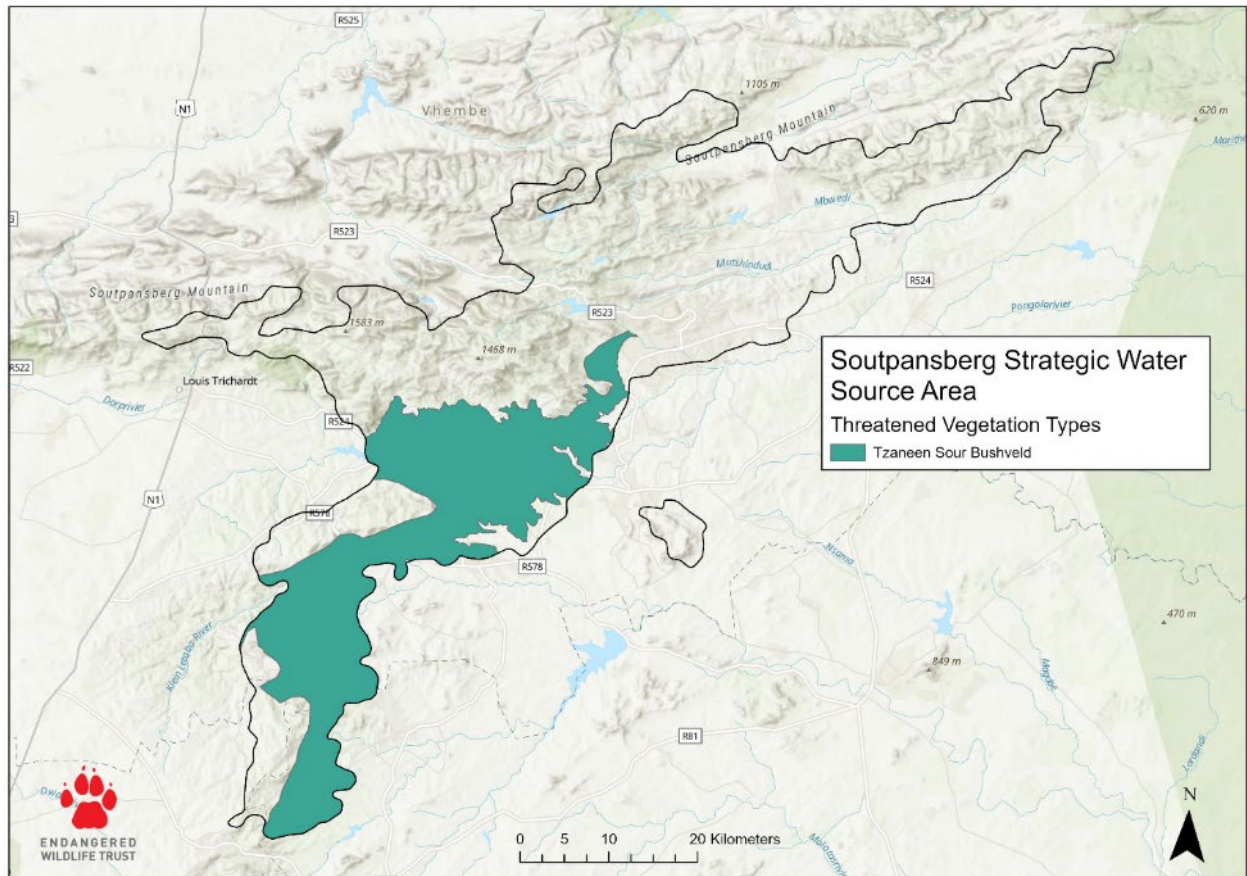 R525
N1
1105 m
Vhembe
620 m
Soutpansberg Mountain
Mbwedi
R523
Mutshindudi
R524
Soutpansberg Mountain
Pongolarivier
R523
1583 m
1468 m
R522
Louis Trichardt
Dorprivier
R524
Soutpansberg Strategic Water
Source Area
Threatened Vegetation Types
Tzaneen Sour Bushveld
N1
R578
Nsama
R578
470 m
Klein Letaba River
849 m
R81
N
ENDANGERED
WILDLIFE TRUST
0 5 10 20 Kilometers